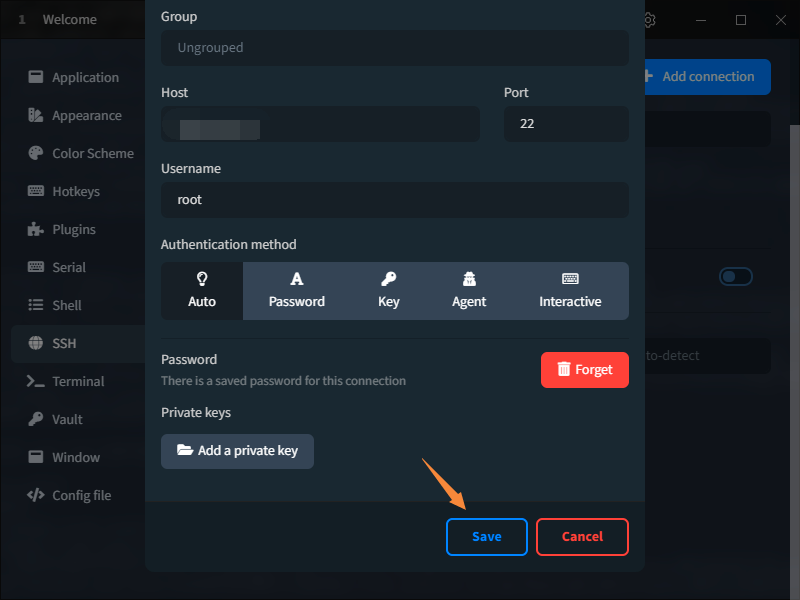 1 Welcome
Application
Appearance
Color Scheme
Hotkeys
Plugins
Serial
Shell
SSH
Terminal
Vault
Window
Config file
Group
Ungrouped
Host
Port
22
Username
root
Authentication method
Auto
Password
Key
Agent
Interactive
Password
There is a saved password for this connection
Forget
Private keys
Add a private key
Save
Cancel
Add connection
to-detect